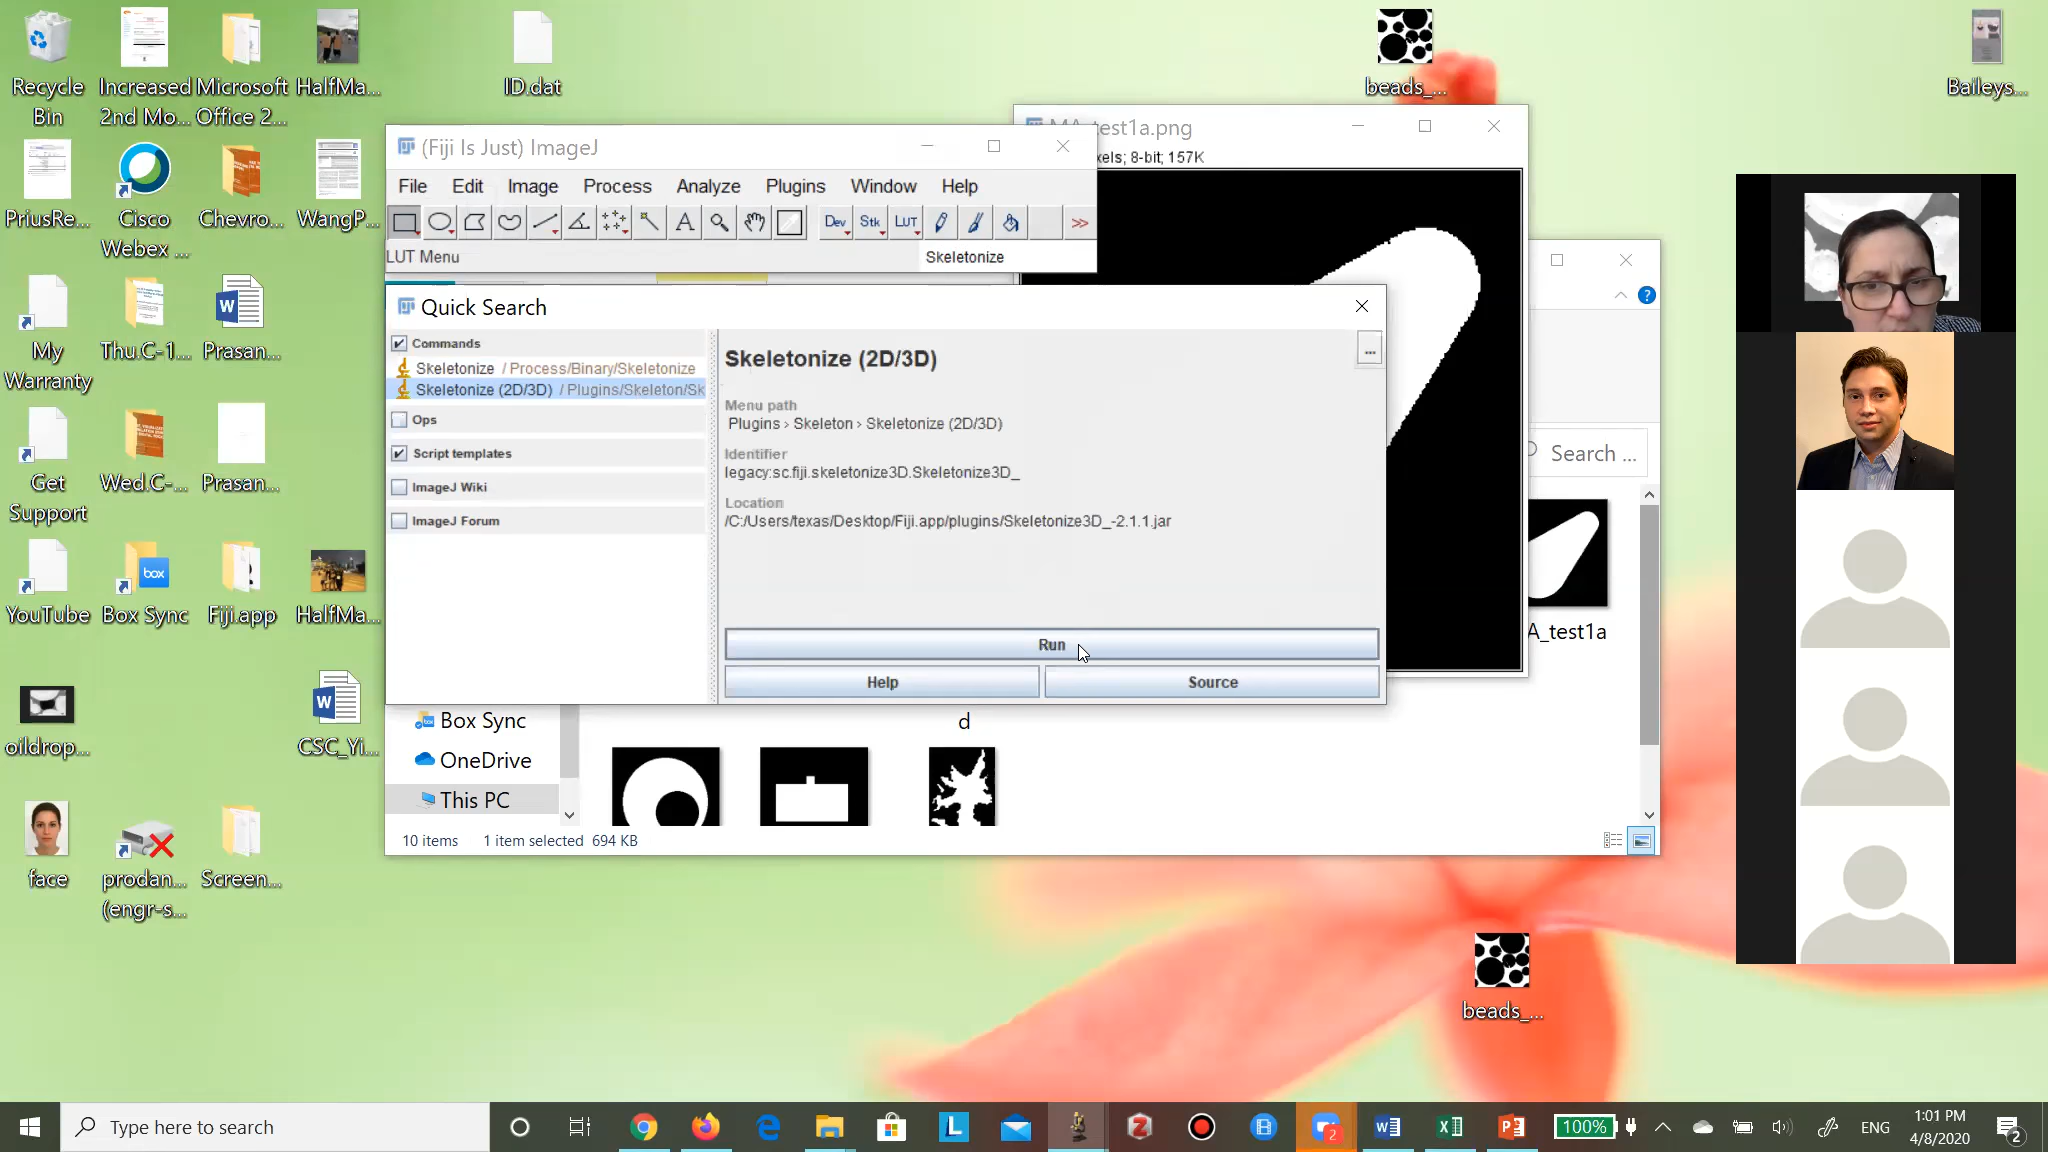 Recycle
Bin
Increased
2nd Mo...
Microsoft
Office 2...
HalfMa...
ID.dat
beads_...
Baileys...
PriusRe...
Cisco
Webex ...
Chevro...
WangP...
My
Warranty
Thu.C-1...
Prasan...
Get
Support
Wed.C-...
Prasan...
YouTube
box
Box Sync
Fiji.app
HalfMa...
oildrop...
CSC_Yi...
face
prodan...
(engr-s...
Screen...
beads_...
(Fiji Is Just) ImageJ
File Edit Image Process Analyze Plugins Window Help
A Dev Stk LUT >>
LUT Menu
Skeletonize
test1a.png
xels; 8-bit; 157K
Quick Search
Commands
Skeletonize / Process/Binary/Skeletonize
Skeletonize (2D/3D) / Plugins/Skeleton/Sk
Ops
Script templates
ImageJ Wiki
ImageJ Forum
Skeletonize (2D/3D)
...
Menu path
Plugins › Skeleton › Skeletonize (2D/3D)
Identifier
legacy:sc.fiji.skeletonize3D.Skeletonize3D_
Location
/C:/Users/texas/Desktop/Fiji.app/plugins/Skeletonize3D_-2.1.1.jar
Run
Help
Source
Search ...
A_test1a
Box Sync
OneDrive
This PC
d
10 items 1 item selected 694 KB
Type here to search
2
100%
ENG
1:01 PM
4/8/2020
2